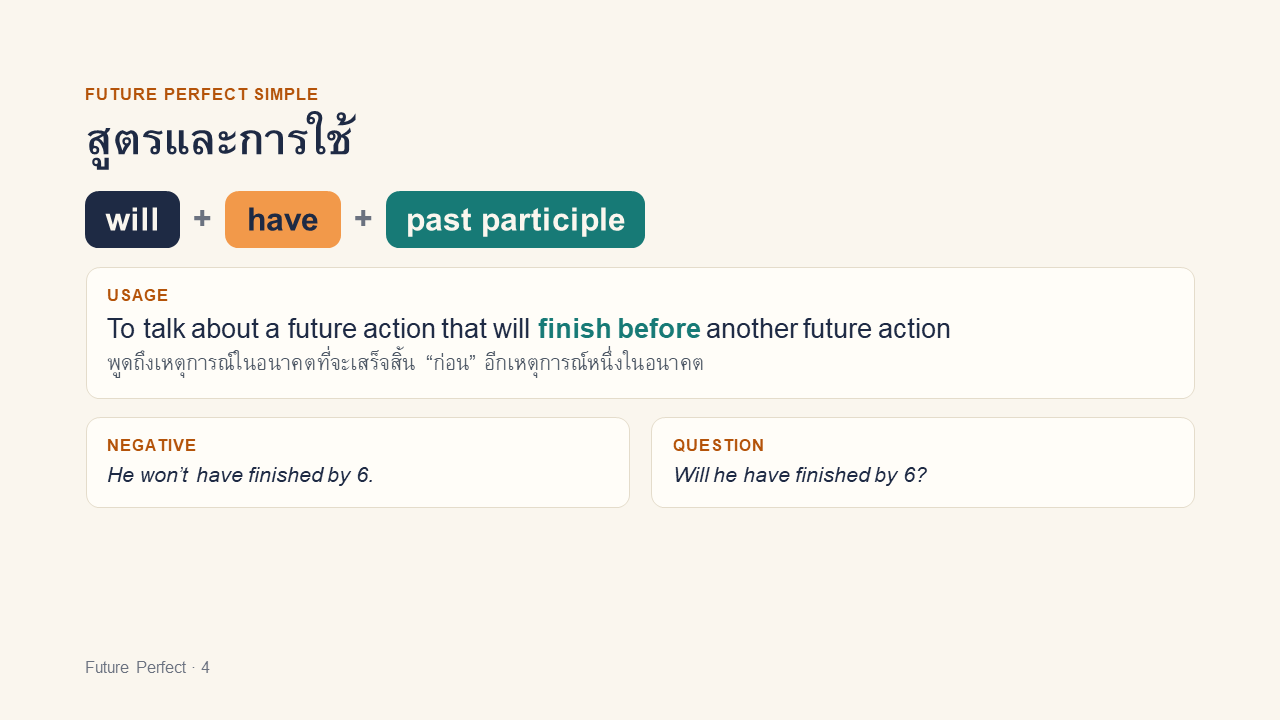 FUTURE PERFECT SIMPLE
สูตรและการใช้
will + have + past participle
USAGE
To talk about a future action that will finish before another future action
พูดถึงเหตุการณ์ในอนาคตที่จะเสร็จสิ้น “ก่อน” อีกเหตุการณ์หนึ่งในอนาคต
NEGATIVE
He won’t have finished by 6.
QUESTION
Will he have finished by 6?
Future Perfect · 4